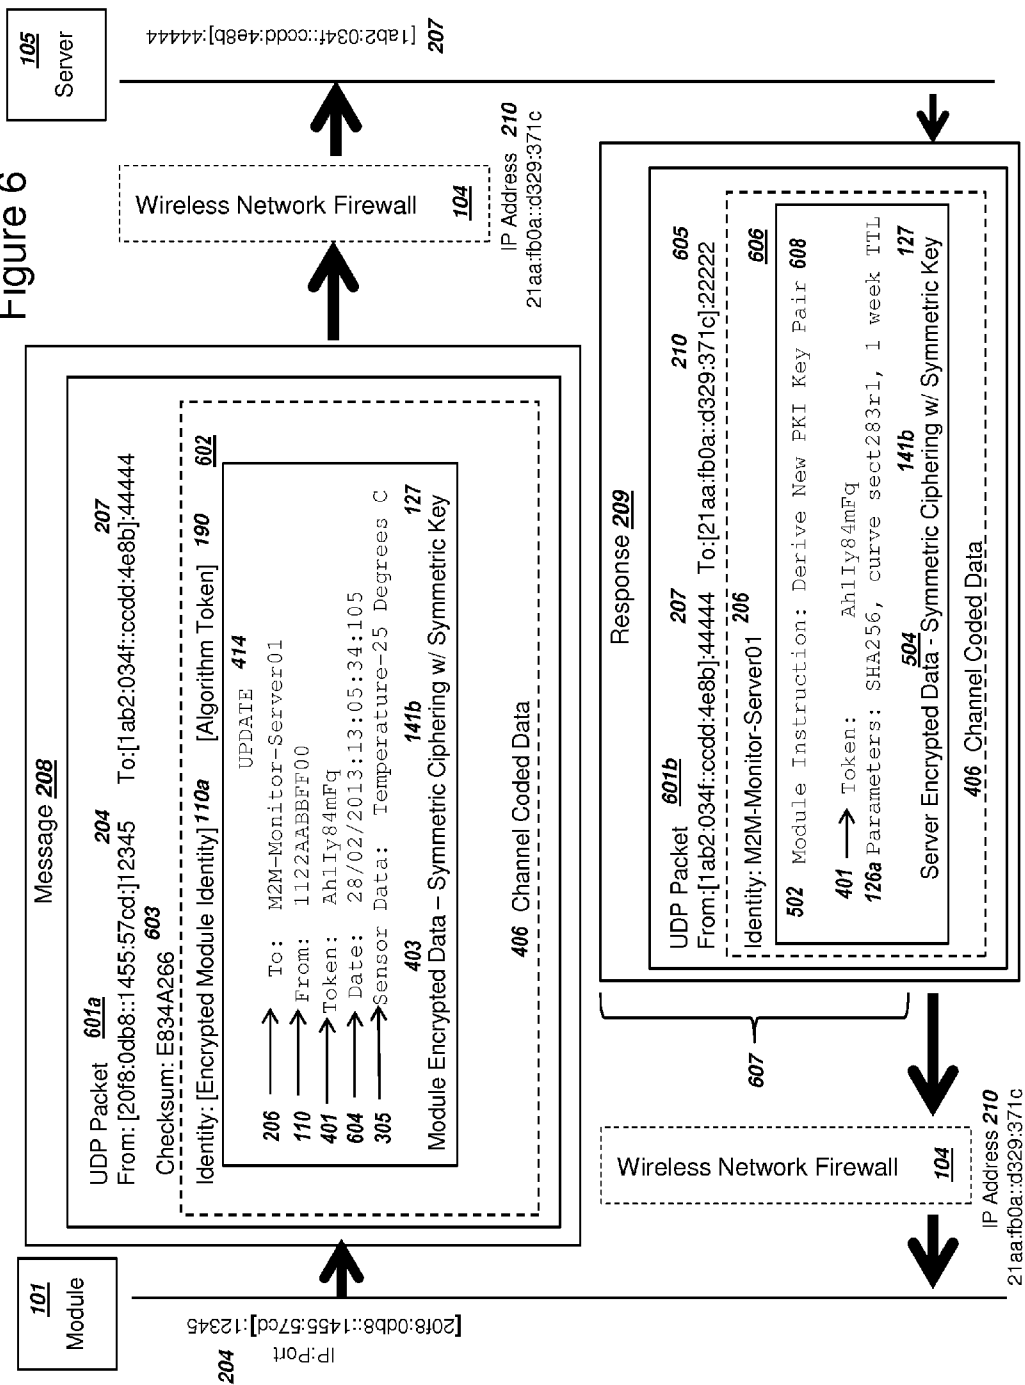 Figure 6
101
Module
105
Server
IP:Port
204
[20f8:0db8::1455:57cd]:12345
[1ab2:034f::ccdd:4e8b]:44444
207
Message 208
UDP Packet 601a 204 207
From: [20f8:0db8::1455:57cd:]12345 To:[1ab2:034f::ccdd:4e8b]:44444
603
Checksum: E834A266
Identity: [Encrypted Module Identity] 110a [Algorithm Token] 190 602
UPDATE 414
206 To: M2M-Monitor-Server01
110 From: 1122AABBFF00
401 Token: AhlIy84mFq
604 Date: 28/02/2013:13:05:34:105
305 Sensor Data: Temperature-25 Degrees C
403 141b 127
Module Encrypted Data – Symmetric Ciphering w/ Symmetric Key
406 Channel Coded Data
Wireless Network Firewall 104
IP Address 210
21aa:fb0a::d329:371c
Response 209
UDP Packet 601b 207 210 605
From:[1ab2:034f::ccdd:4e8b]:44444 To:[21aa:fb0a::d329:371c]:22222
206
Identity: M2M-Monitor-Server01 606
502 Module Instruction: Derive New PKI Key Pair 608
401 Token: AhlIy84mFq
126a Parameters: SHA256, curve sect283r1, 1 week TTL
504 141b 127
Server Encrypted Data - Symmetric Ciphering w/ Symmetric Key
406 Channel Coded Data
607
Wireless Network Firewall 104
IP Address 210
21aa:fb0a::d329:371c